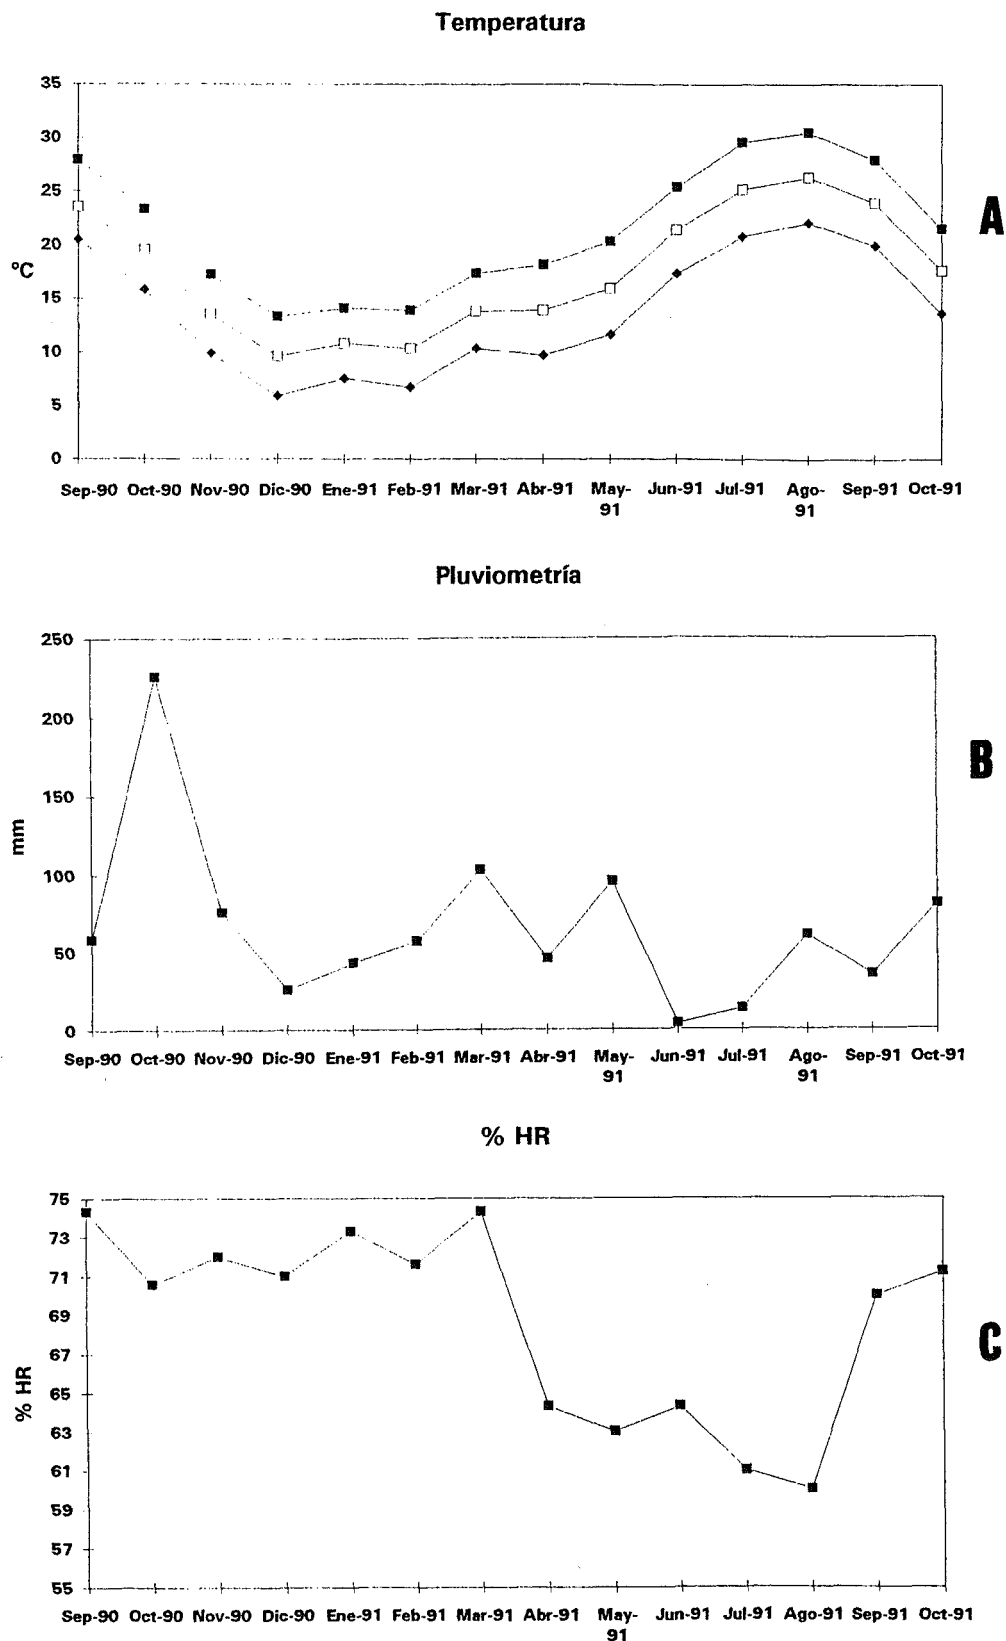 Temperatura
35
30
25
20
15
10
5
0
°C
A
Sep-90 Oct-90 Nov-90 Dic-90 Ene-91 Feb-91 Mar-91 Abr-91 May-91 Jun-91 Jul-91 Ago-91 Sep-91 Oct-91
Pluviometría
250
200
150
100
50
0
mm
B
Sep-90 Oct-90 Nov-90 Dic-90 Ene-91 Feb-91 Mar-91 Abr-91 May-91 Jun-91 Jul-91 Ago-91 Sep-91 Oct-91
% HR
75
73
71
69
67
65
63
61
59
57
55
% HR
C
Sep-90 Oct-90 Nov-90 Dic-90 Ene-91 Feb-91 Mar-91 Abr-91 May-91 Jun-91 Jul-91 Ago-91 Sep-91 Oct-91